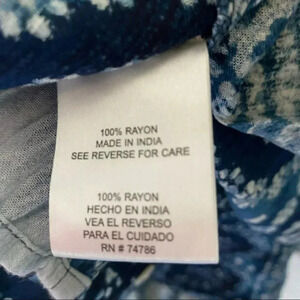 100% RAYON
MADE IN INDIA
SEE REVERSE FOR CARE
100% RAYON
HECHO EN INDIA
VEA EL REVERSO
PARA EL CUIDADO
RN # 74786